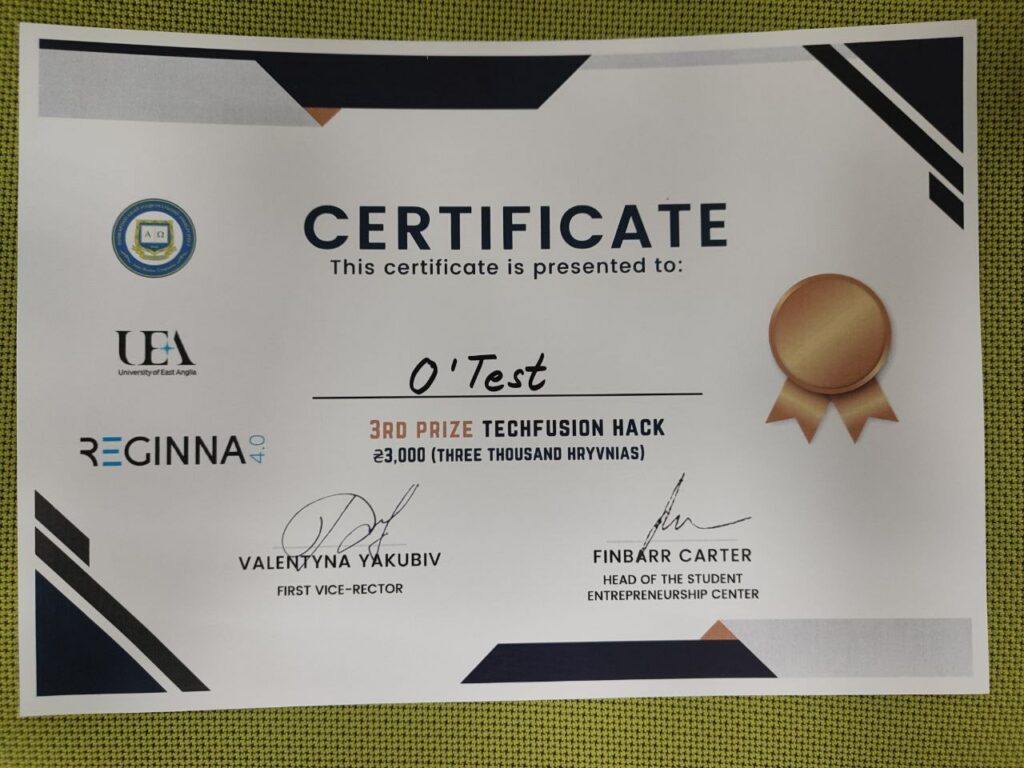 CERTIFICATE
This certificate is presented to:
Α Ω
UEA
University of East Anglia
O'Test
REGINNA 4.0
3RD PRIZE TECHFUSION HACK
₴3,000 (THREE THOUSAND HRYVNIAS)
VALENTYNA YAKUBIV
FIRST VICE-RECTOR
FINBARR CARTER
HEAD OF THE STUDENT
ENTREPRENEURSHIP CENTER